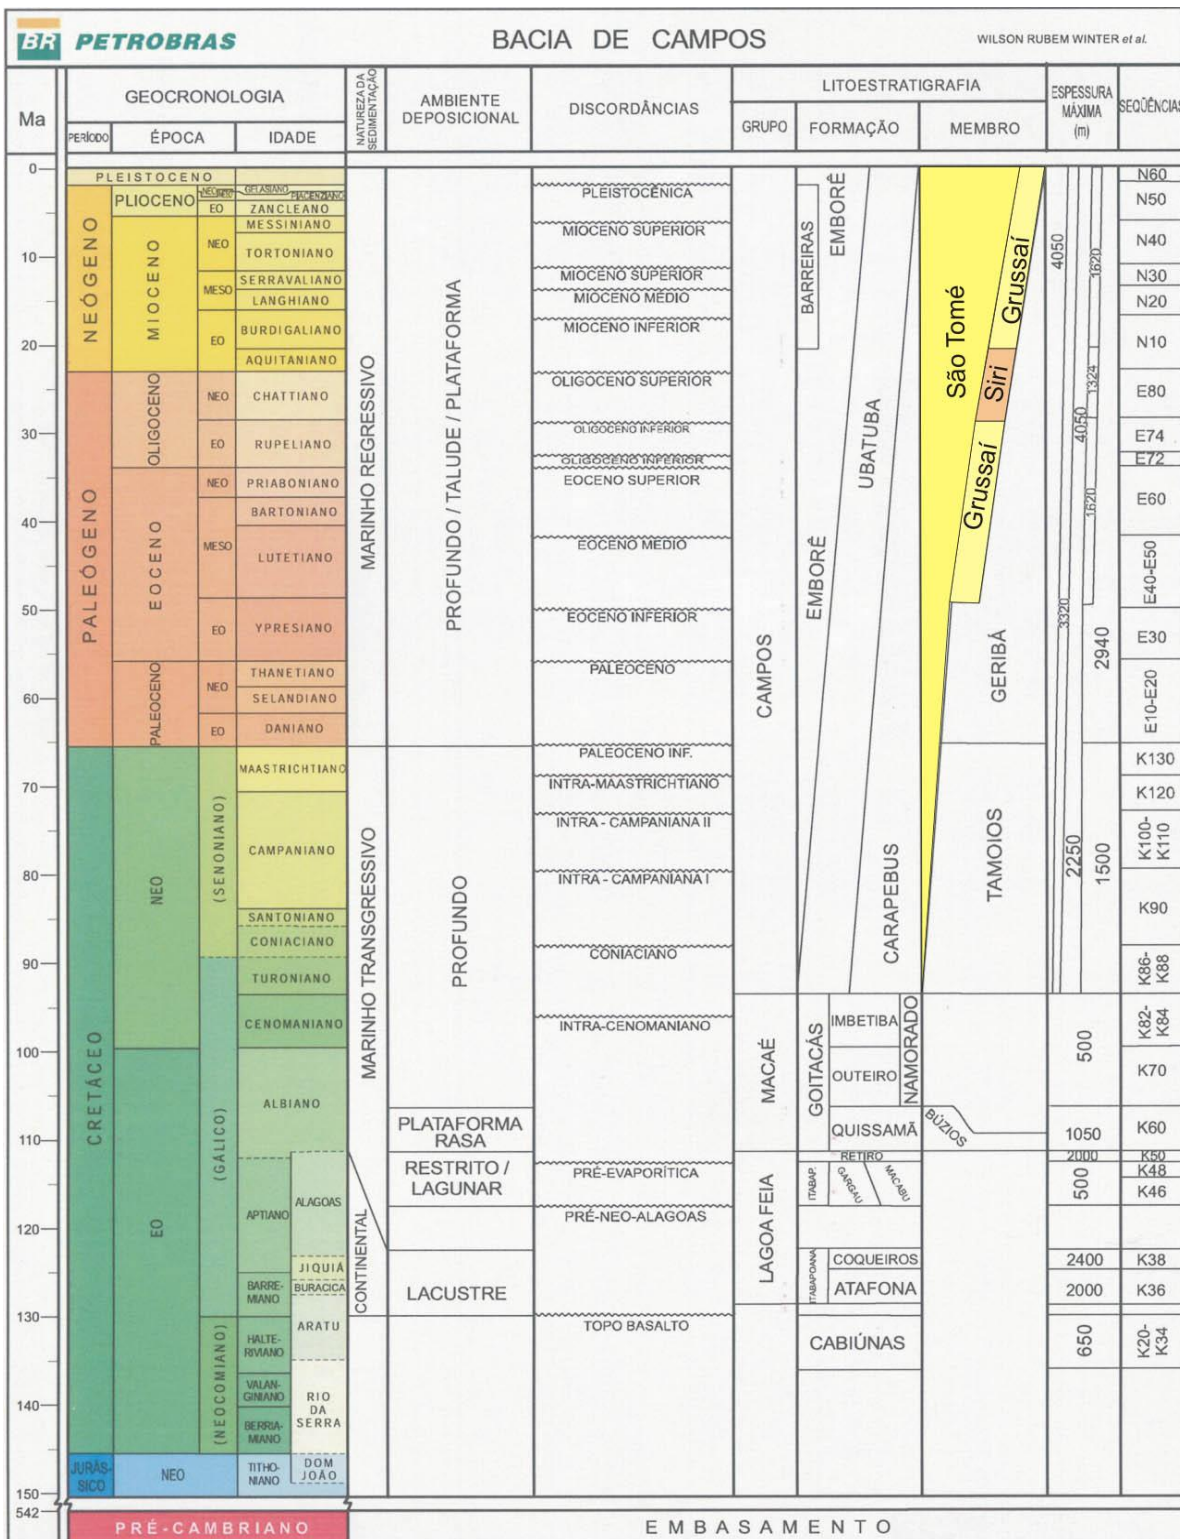 BR PETROBRAS
BACIA DE CAMPOS
WILSON RUBEM WINTER et al.
Ma
GEOCRONOLOGIA
PERÍODO
ÉPOCA
IDADE
NATUREZA DA
SEDIMENTAÇÃO
AMBIENTE
DEPOSICIONAL
DISCORDÂNCIAS
LITOESTRATIGRAFIA
GRUPO
FORMAÇÃO
MEMBRO
ESPESSURA
MÁXIMA
(m)
SEQÜÊNCIAS
0
10
20
30
40
50
60
70
80
90
100
110
120
130
140
150
542
NEÓGENO
PALEÓGENO
CRETÁCEO
JURÁS-
SICO
PLEISTOCENO
PLIOCENO
MIOCENO
OLIGOCENO
EOCENO
PALEOCENO
NEO
EO
NEO
EO
NEO
MESO
EO
NEO
EO
NEO
MESO
EO
NEO
EO
(SENONIANO)
(GÁLICO)
(NEOCOMIANO)
GELASIANO
PIACENZIANO
ZANCLEANO
MESSINIANO
TORTONIANO
SERRAVALIANO
LANGHIANO
BURDIGALIANO
AQUITANIANO
CHATTIANO
RUPELIANO
PRIABONIANO
BARTONIANO
LUTETIANO
YPRESIANO
THANETIANO
SELANDIANO
DANIANO
MAASTRICHTIANO
CAMPANIANO
SANTONIANO
CONIACIANO
TURONIANO
CENOMANIANO
ALBIANO
APTIANO
ALAGOAS
JIQUIÁ
BARRE-
MIANO
BURACICA
ARATU
HALTE-
RIVIANO
VALAN-
GINIANO
BERRIA-
MIANO
RIO
DA
SERRA
TITHO-
NIANO
DOM
JOÃO
MARINHO REGRESSIVO
MARINHO TRANSGRESSIVO
CONTINENTAL
PROFUNDO / TALUDE / PLATAFORMA
PROFUNDO
PLATAFORMA
RASA
RESTRITO /
LAGUNAR
LACUSTRE
PLEISTOCÊNICA
MIOCENO SUPERIOR
MIOCENO SUPERIOR
MIOCENO MÉDIO
MIOCENO INFERIOR
OLIGOCENO SUPERIOR
OLIGOCENO INFERIOR
OLIGOCENO INFERIOR
EOCENO SUPERIOR
EOCENO MÉDIO
EOCENO INFERIOR
PALEOCENO
PALEOCENO INF.
INTRA-MAASTRICHTIANO
INTRA - CAMPANIANA II
INTRA - CAMPANIANA I
CONIACIANO
INTRA-CENOMANIANO
PRÉ-EVAPORÍTICA
PRÉ-NEO-ALAGOAS
TOPO BASALTO
CAMPOS
MACAÉ
LAGOA FEIA
BARREIRAS
EMBORÊ
EMBORÊ
UBATUBA
CARAPEBUS
GOITACÁS
IMBETIBA
OUTEIRO
NAMORADO
QUISSAMÃ
BÚZIOS
RETIRO
ITABAP.
GARGAU
MACABU
ITABAPOANA
COQUEIROS
ATAFONA
CABIÚNAS
São Tomé
Grussaí
Siri
Grussaí
GERIBÁ
TAMOIOS
4050
1620
1324
4050
1620
3320
2940
2250
1500
500
1050
2000
500
2400
2000
650
N60
N50
N40
N30
N20
N10
E80
E74
E72
E60
E40-E50
E30
E10-E20
K130
K120
K100-
K110
K90
K86-
K88
K82-
K84
K70
K60
K50
K48
K46
K38
K36
K20-
K34
PRÉ-CAMBRIANO
EMBASAMENTO